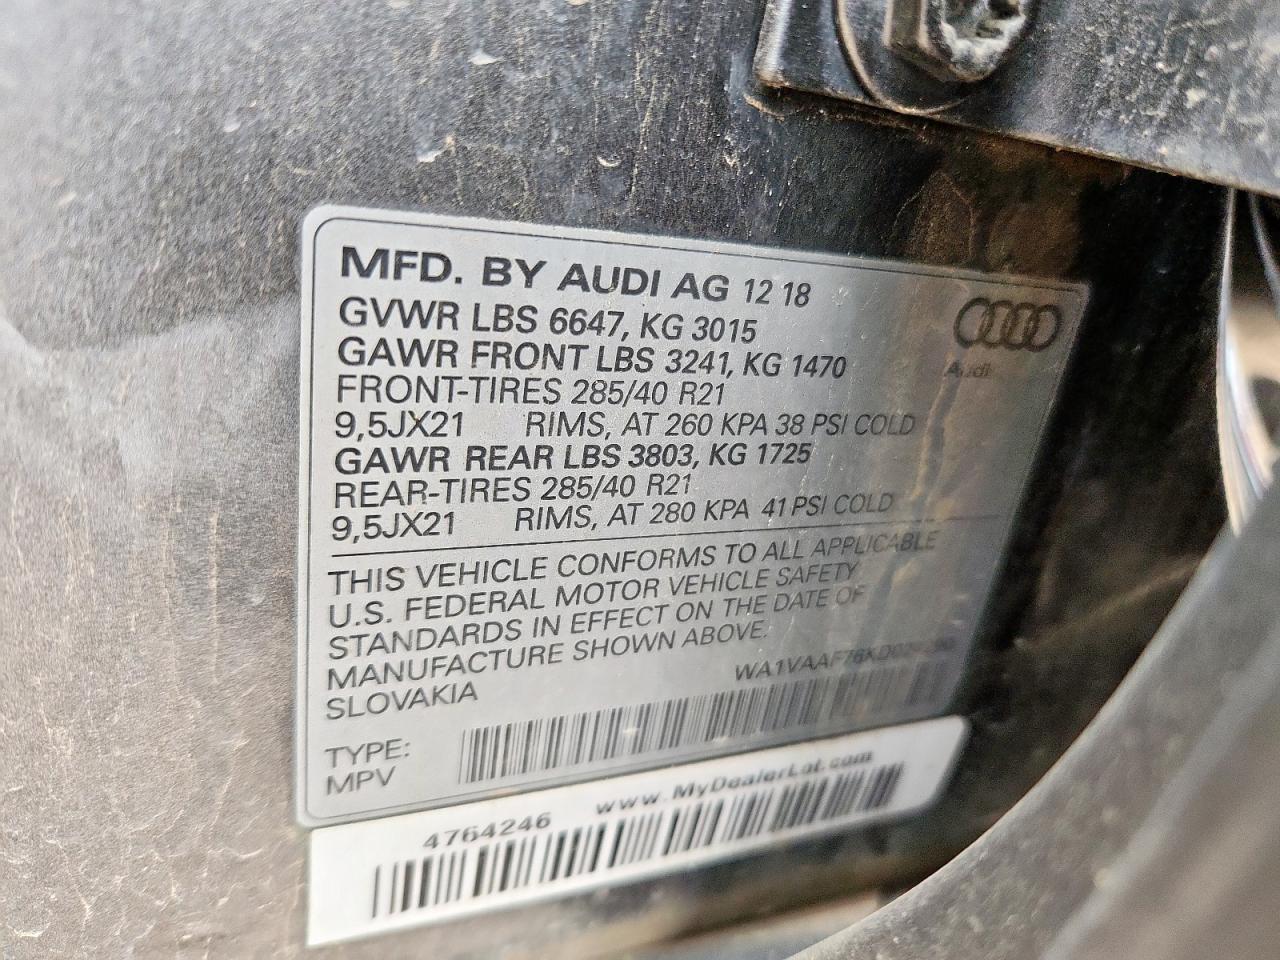 MFD. BY AUDI AG 12 18
GVWR LBS 6647, KG 3015
GAWR FRONT LBS 3241, KG 1470
FRONT-TIRES 285/40 R21
9,5JX21 RIMS, AT 260 KPA 38 PSI COLD
GAWR REAR LBS 3803, KG 1725
REAR-TIRES 285/40 R21
9,5JX21 RIMS, AT 280 KPA 41 PSI COLD
Audi
THIS VEHICLE CONFORMS TO ALL APPLICABLE
U.S. FEDERAL MOTOR VEHICLE SAFETY
STANDARDS IN EFFECT ON THE DATE OF
MANUFACTURE SHOWN ABOVE.
SLOVAKIA
TYPE:
MPV
4764246 www.MyDealerLot.com